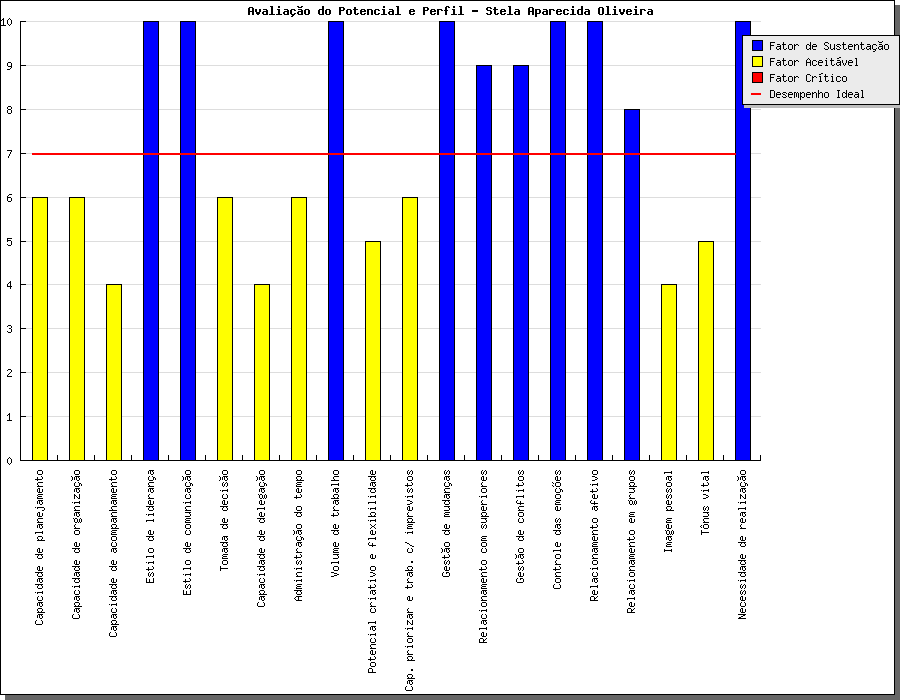 Avaliação do Potencial e Perfil - Stela Aparecida Oliveira
10
9
8
7
6
5
4
3
2
1
0
Fator de Sustentação
Fator Aceitável
Fator Crítico
Desempenho Ideal
Capacidade de planejamento
Capacidade de organização
Capacidade de acompanhamento
Estilo de liderança
Estilo de comunicação
Tomada de decisão
Capacidade de delegação
Administração do tempo
Volume de trabalho
Potencial criativo e flexibilidade
Cap. priorizar e trab. c/ imprevistos
Gestão de mudanças
Relacionamento com superiores
Gestão de conflitos
Controle das emoções
Relacionamento afetivo
Relacionamento em grupos
Imagem pessoal
Tônus vital
Necessidade de realização